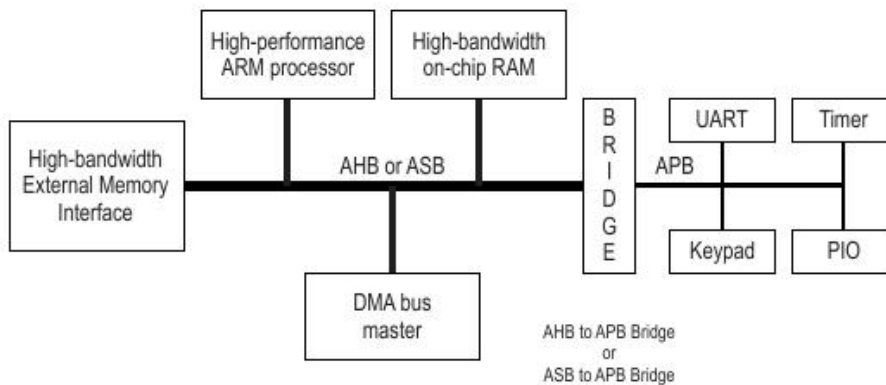 High-performance
ARM processor
High-bandwidth
on-chip RAM
High-bandwidth
External Memory
Interface
AHB or ASB
B
R
I
D
G
E
APB
UART
Timer
Keypad
PIO
DMA bus
master
AHB to APB Bridge
or
ASB to APB Bridge